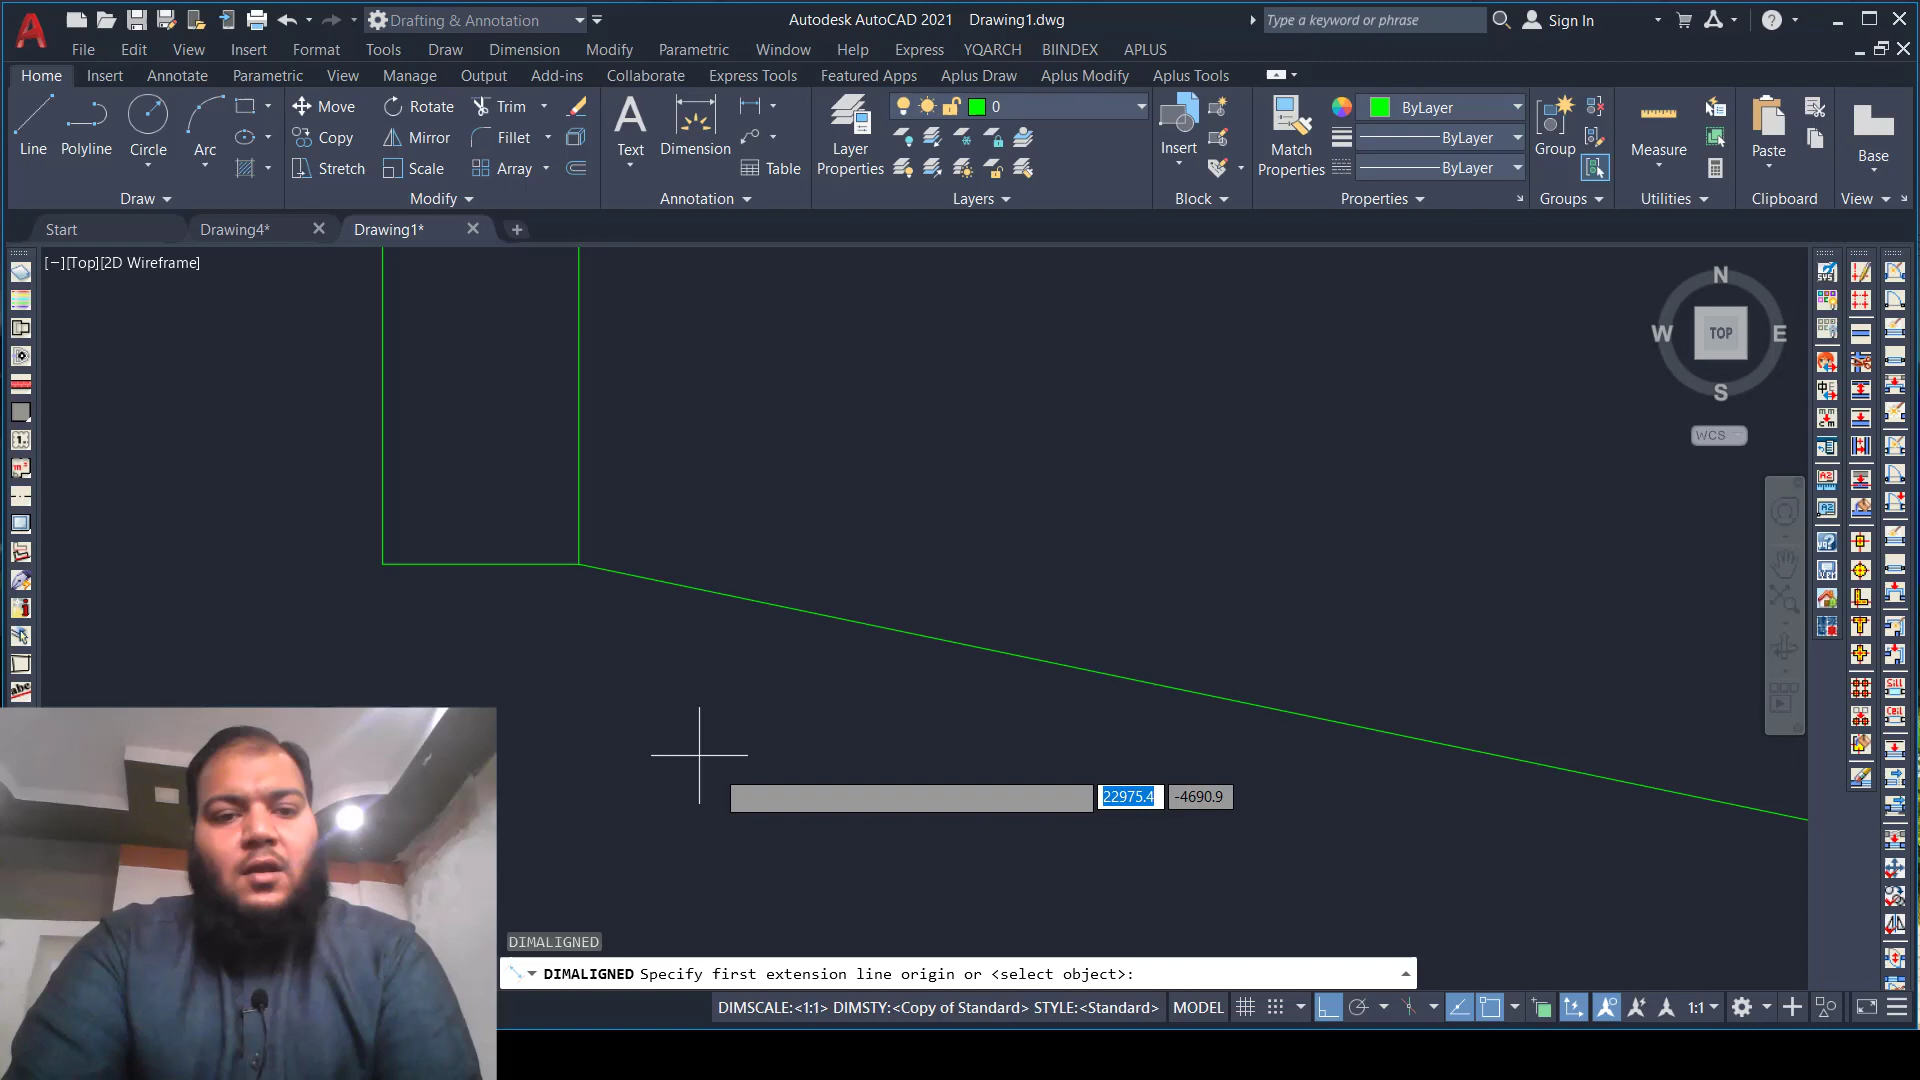 Drafting & Annotation
Autodesk AutoCAD 2021 Drawing1.dwg
Type a keyword or phrase
Sign In
File Edit View Insert Format Tools Draw Dimension Modify Parametric Window Help Express YQARCH BIINDEX APLUS
Home Insert Annotate Parametric View Manage Output Add-ins Collaborate Express Tools Featured Apps Aplus Draw Aplus Modify Aplus Tools
Line Polyline Circle Arc
Move Rotate Trim
Copy Mirror Fillet
Stretch Scale Array
Text Dimension Table
Layer
Properties
0
Insert
Match
Properties
ByLayer
ByLayer
ByLayer
Group
Measure
Paste
Base
Draw Modify Annotation Layers Block Properties Groups Utilities Clipboard View
Start Drawing4* Drawing1*
[−][Top][2D Wireframe]
N
W TOP E
S
WCS
Sill
Ceil
abc
22975.4 -4690.9
DIMALIGNED
DIMALIGNED Specify first extension line origin or <select object>:
DIMSCALE:<1:1> DIMSTY:<Copy of Standard> STYLE:<Standard> MODEL 1:1